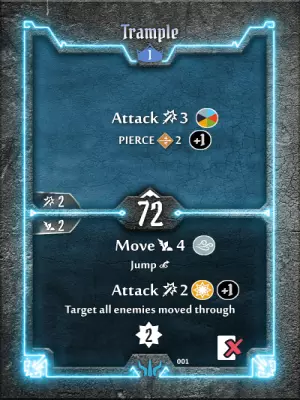 Trample
1
Attack 3
PIERCE 2 +1
2
72
2
Move 4
Jump
Attack 2 +1
Target all enemies moved through
2
001